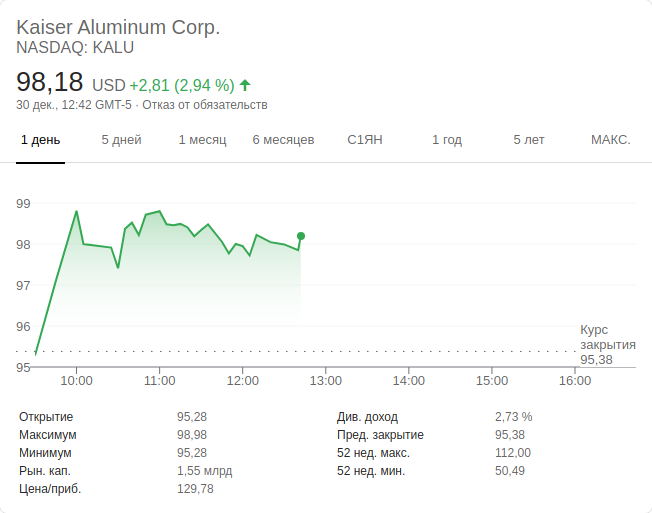 Kaiser Aluminum Corp.
NASDAQ: KALU
98,18 USD +2,81 (2,94 %)
30 дек., 12:42 GMT-5 · Отказ от обязательств
1 день 5 дней 1 месяц 6 месяцев С1ЯН 1 год 5 лет МАКС.
99
98
97
96
95
Курс
закрытия
95,38
10:00 11:00 12:00 13:00 14:00 15:00 16:00
Открытие 95,28 Див. доход 2,73 %
Максимум 98,98 Пред. закрытие 95,38
Минимум 95,28 52 нед. макс. 112,00
Рын. кап. 1,55 млрд 52 нед. мин. 50,49
Цена/приб. 129,78